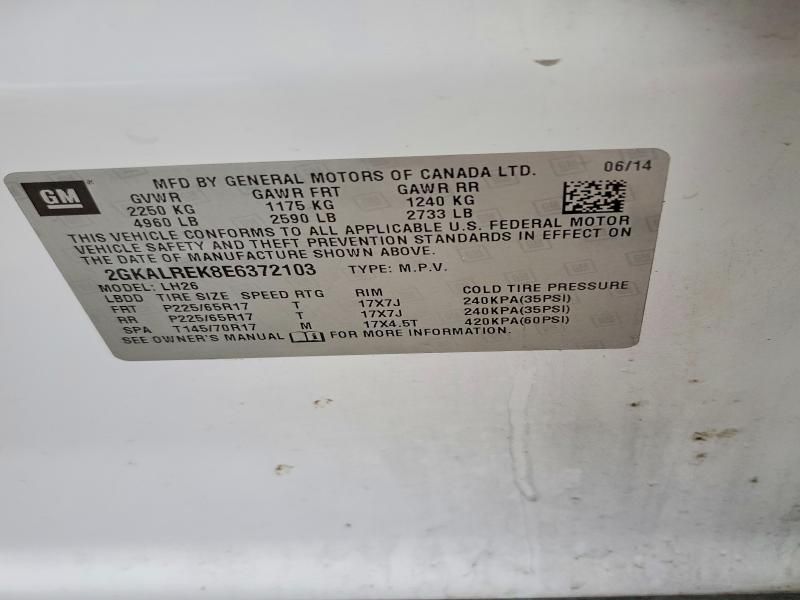 GM MFD BY GENERAL MOTORS OF CANADA LTD. 06/14
GVWR GAWR FRT GAWR RR
2250 KG 1175 KG 1240 KG
4960 LB 2590 LB 2733 LB
THIS VEHICLE CONFORMS TO ALL APPLICABLE U.S. FEDERAL MOTOR
VEHICLE SAFETY AND THEFT PREVENTION STANDARDS IN EFFECT ON
THE DATE OF MANUFACTURE SHOWN ABOVE.
2GKALREK8E6372103 TYPE: M.P.V.
MODEL: LH26
LBDD TIRE SIZE SPEED RTG RIM COLD TIRE PRESSURE
FRT P225/65R17 T 17X7J 240KPA(35PSI)
RR P225/65R17 T 17X7J 240KPA(35PSI)
SPA T145/70R17 M 17X4.5T 420KPA(60PSI)
SEE OWNER'S MANUAL FOR MORE INFORMATION.